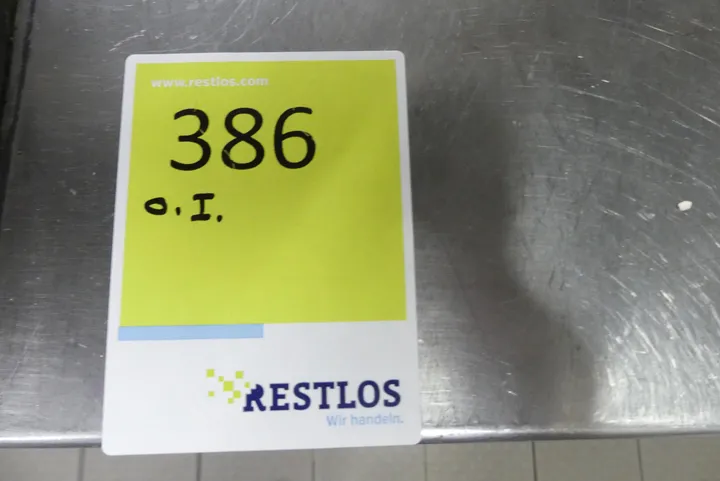 www.restlos.com
386
O.I.
RESTLOS
Wir handeln.